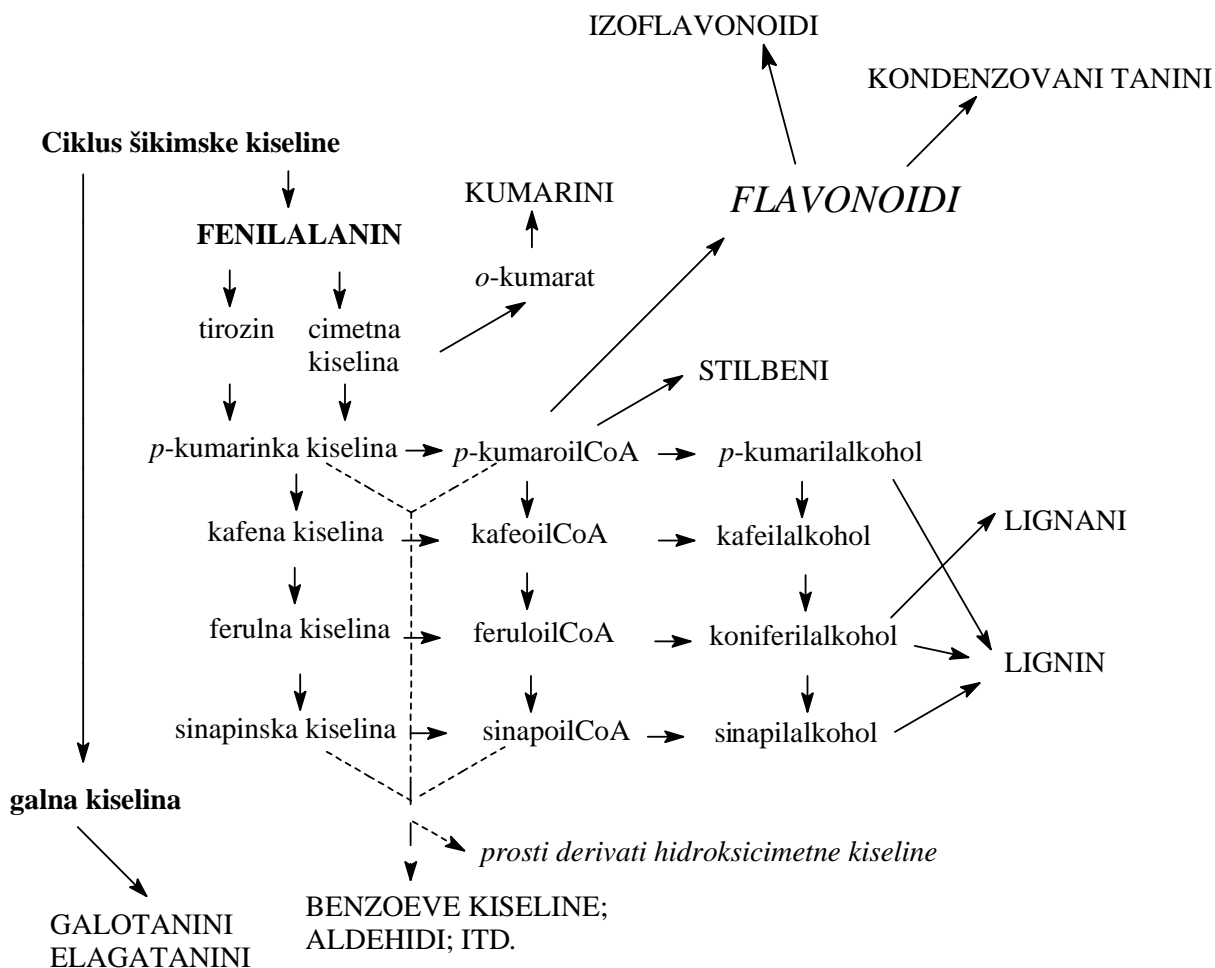 IZOFLAVONOIDI
KONDENZOVANI TANINI
Ciklus šikimske kiseline
KUMARINI
FLAVONOIDI
FENILALANIN
o-kumarat
tirozin
cimetna
kiselina
STILBENI
p-kumarinka kiselina
p-kumaroilCoA
p-kumarilalkohol
kafena kiselina
kafeoilCoA
kafeilalkohol
LIGNANI
ferulna kiselina
feruloilCoA
koniferilalkohol
LIGNIN
sinapinska kiselina
sinapoilCoA
sinapilalkohol
galna kiselina
prosti derivati hidroksicimetne kiseline
GALOTANINI
ELAGATANINI
BENZOEVE KISELINE;
ALDEHIDI; ITD.